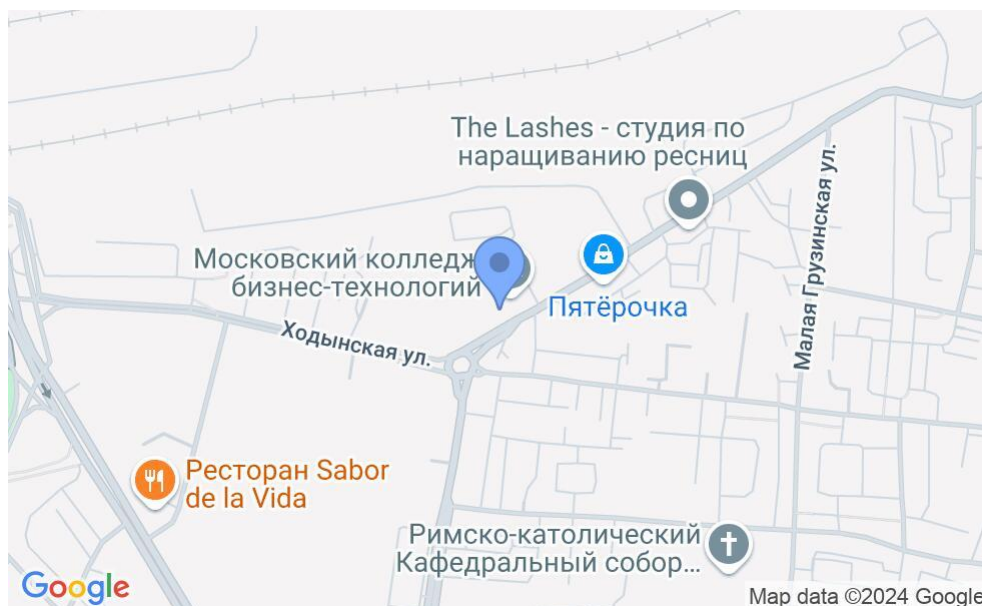 The Lashes - студия по
наращиванию ресниц
Московский колледж
бизнес-технологий
Пятёрочка
Малая Грузинская ул.
Ходынская ул.
Ресторан Sabor
de la Vida
Римско-католический
Кафедральный собор...
Google
Map data ©2024 Google